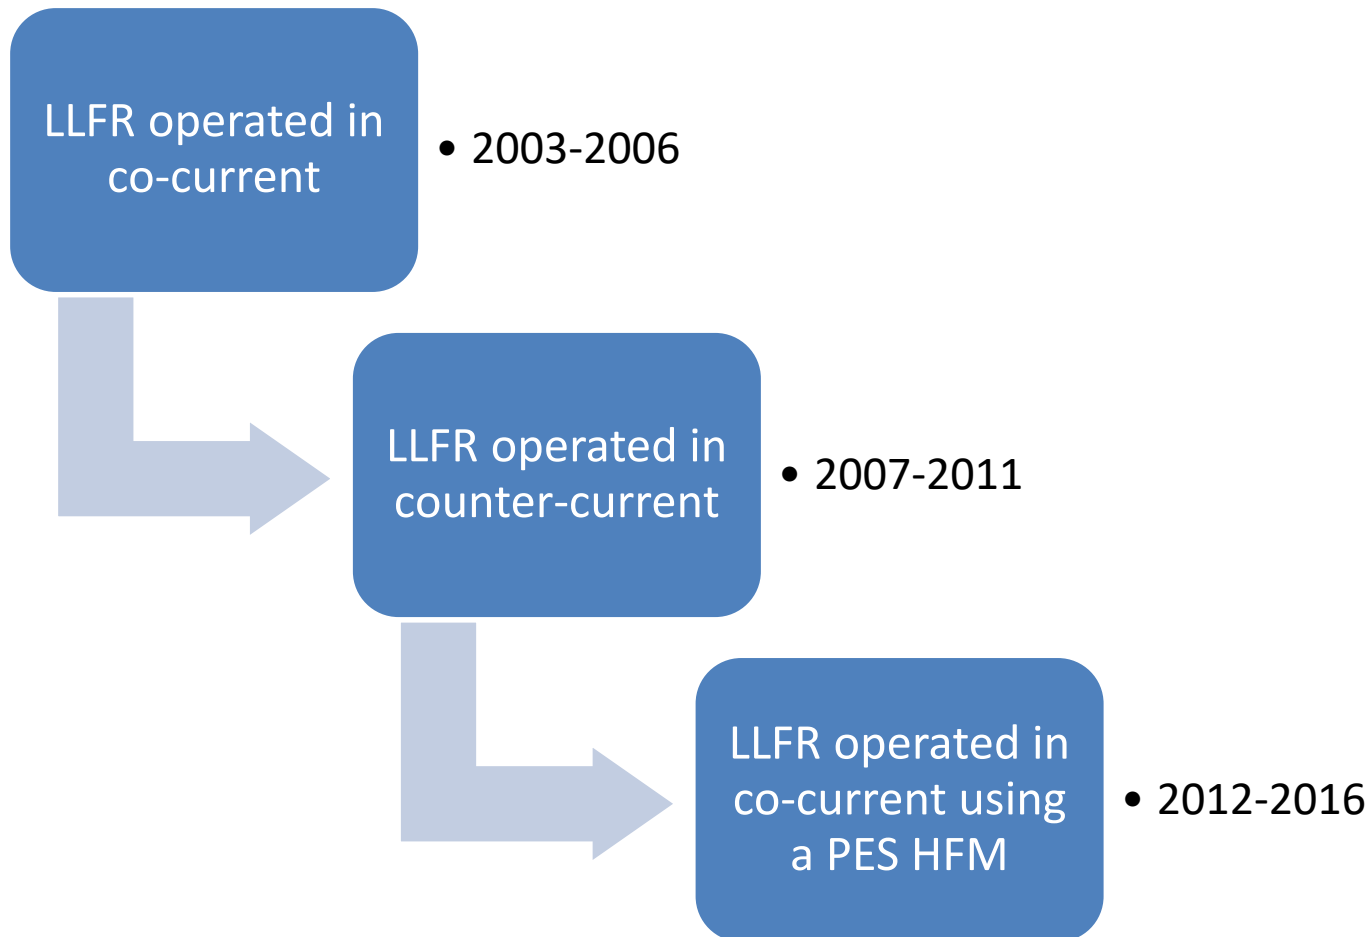 LLFR operated in
co-current
• 2003-2006
LLFR operated in
counter-current
• 2007-2011
LLFR operated in
co-current using
a PES HFM
• 2012-2016